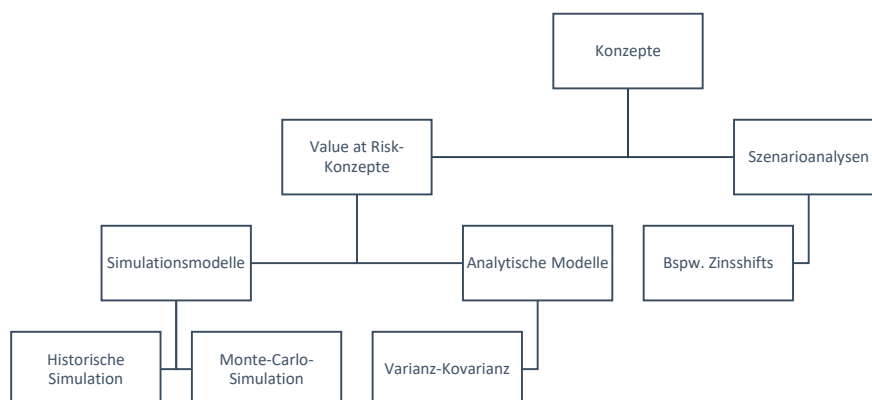 Konzepte
Value at Risk-
Konzepte
Szenarioanalysen
Simulationsmodelle
Analytische Modelle
Bspw. Zinsshifts
Historische
Simulation
Monte-Carlo-
Simulation
Varianz-Kovarianz